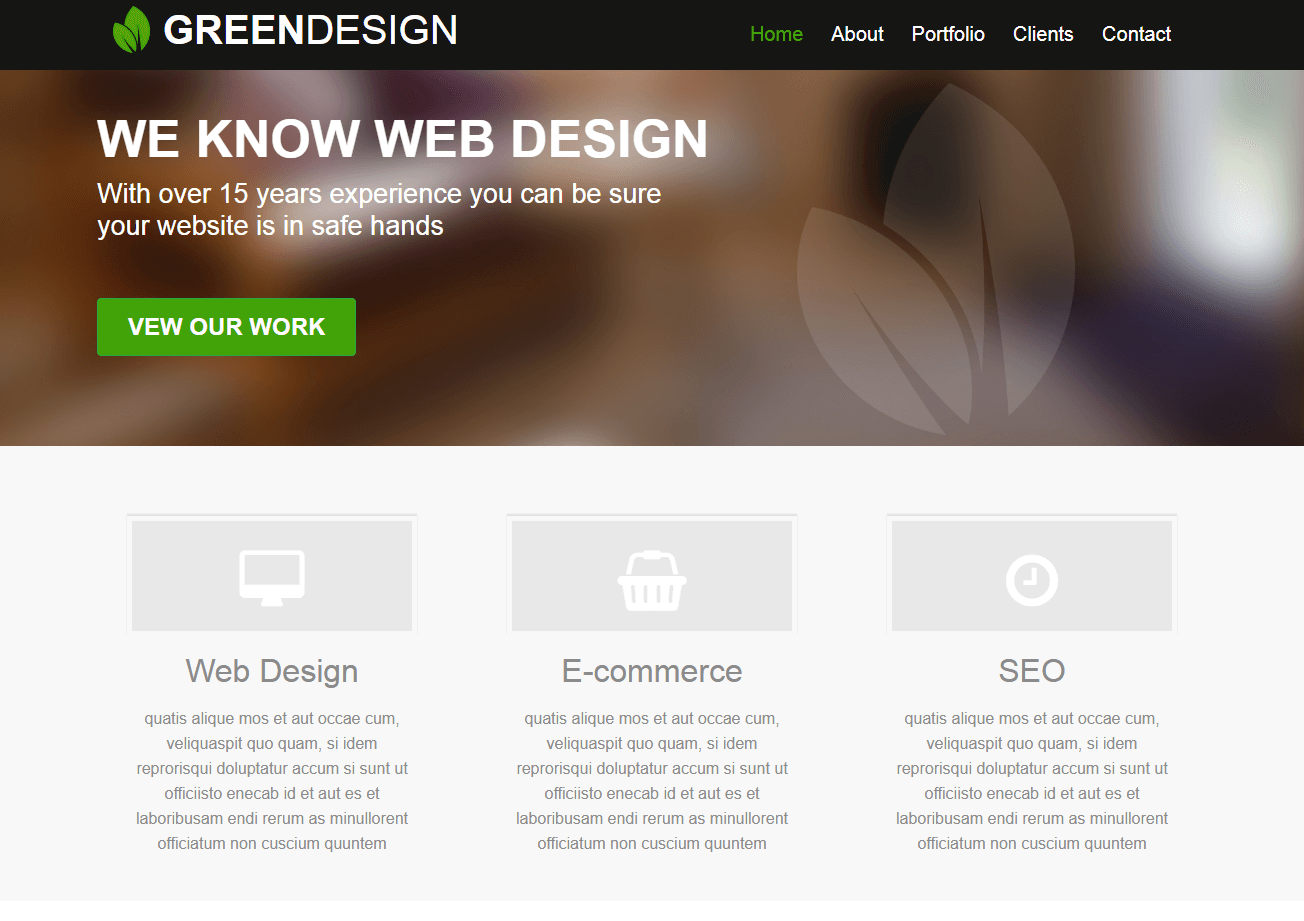 GREENDESIGN
Home About Portfolio Clients Contact
WE KNOW WEB DESIGN
With over 15 years experience you can be sure
your website is in safe hands
VEW OUR WORK
Web Design
quatis alique mos et aut occae cum,
veliquaspit quo quam, si idem
reprorisqui doluptatur accum si sunt ut
officiisto enecab id et aut es et
laboribusam endi rerum as minullorent
officiatum non cuscium quuntem
E-commerce
quatis alique mos et aut occae cum,
veliquaspit quo quam, si idem
reprorisqui doluptatur accum si sunt ut
officiisto enecab id et aut es et
laboribusam endi rerum as minullorent
officiatum non cuscium quuntem
SEO
quatis alique mos et aut occae cum,
veliquaspit quo quam, si idem
reprorisqui doluptatur accum si sunt ut
officiisto enecab id et aut es et
laboribusam endi rerum as minullorent
officiatum non cuscium quuntem